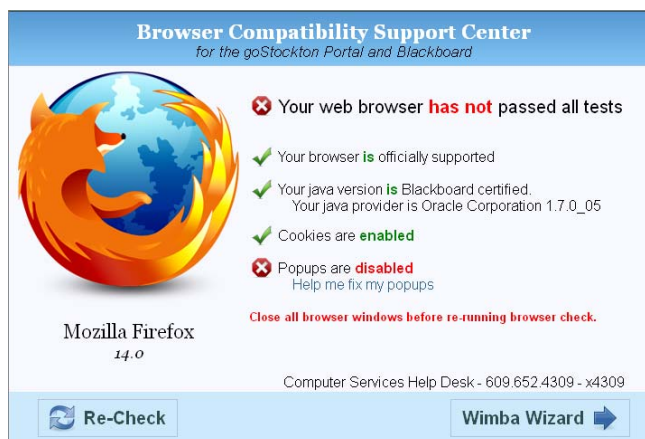 Browser Compatibility Support Center
for the goStockton Portal and Blackboard
Your web browser has not passed all tests
Your browser is officially supported
Your java version is Blackboard certified.
Your java provider is Oracle Corporation 1.7.0_05
Cookies are enabled
Popups are disabled
Help me fix my popups
Close all browser windows before re-running browser check.
Mozilla Firefox
14.0
Computer Services Help Desk - 609.652.4309 - x4309
Re-Check
Wimba Wizard